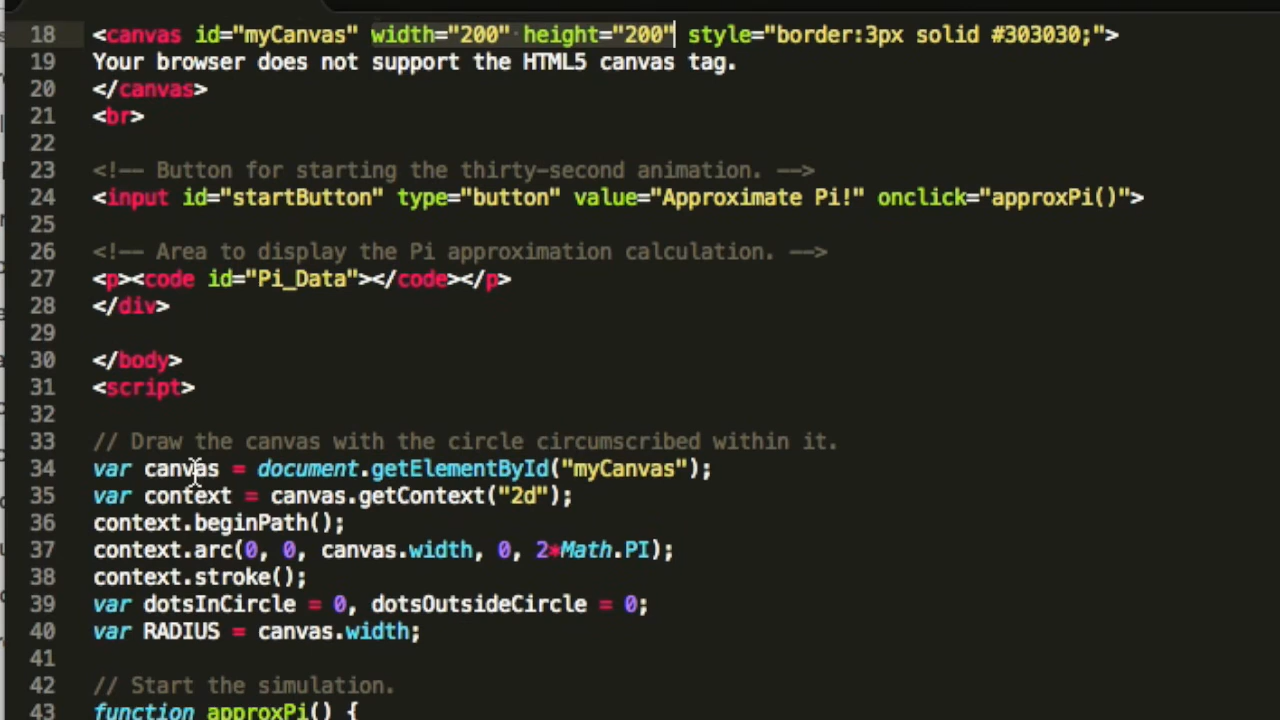 18 <canvas id="myCanvas" width="200" height="200" style="border:3px solid #303030;">
19 Your browser does not support the HTML5 canvas tag.
20 </canvas>
21 <br>
22
23 <!-- Button for starting the thirty-second animation. -->
24 <input id="startButton" type="button" value="Approximate Pi!" onclick="approxPi()">
25
26 <!-- Area to display the Pi approximation calculation. -->
27 <p><code id="Pi_Data"></code></p>
28 </div>
29
30 </body>
31 <script>
32
33 // Draw the canvas with the circle circumscribed within it.
34 var canvas = document.getElementById("myCanvas");
35 var context = canvas.getContext("2d");
36 context.beginPath();
37 context.arc(0, 0, canvas.width, 0, 2*Math.PI);
38 context.stroke();
39 var dotsInCircle = 0, dotsOutsideCircle = 0;
40 var RADIUS = canvas.width;
41
42 // Start the simulation.
43 function approxPi() {